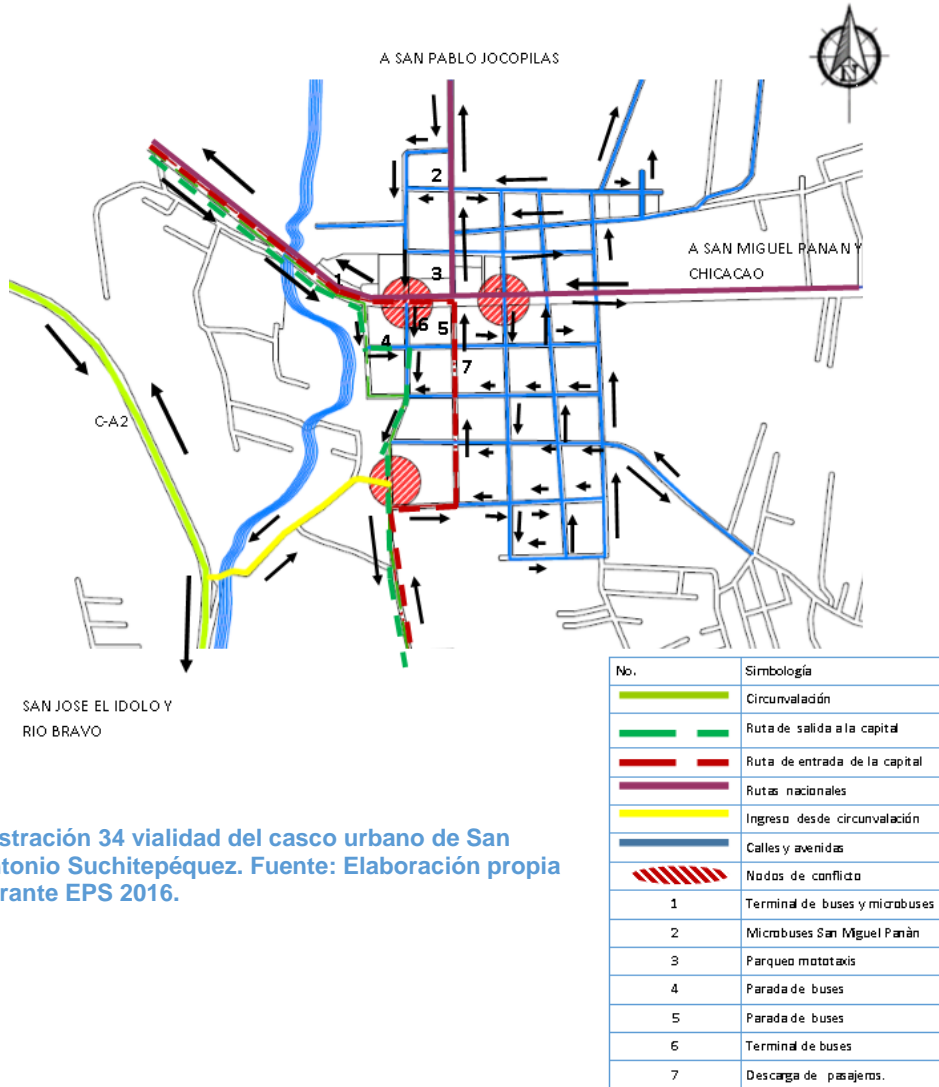 A SAN PABLO JOCOPILAS
N
2
A SAN MIGUEL PANAN Y
CHICACAO
3
1
6
5
4
7
C-A2
SAN JOSE EL IDOLO Y
RIO BRAVO
No.
Simbología
Circunvalación
Ruta de salida a la capital
Ruta de entrada de la capital
Rutas nacionales
Ingreso desde circunvalación
Calles y avenidas
Nodos de conflicto
1
Terminal de buses y microbuses
2
Microbuses San Miguel Panàn
3
Parqueo mototaxis
4
Parada de buses
5
Parada de buses
6
Terminal de buses
7
Descarga de pasajeros.
stración 34 vialidad del casco urbano de San
ntonio Suchitepéquez. Fuente: Elaboración propia
rante EPS 2016.